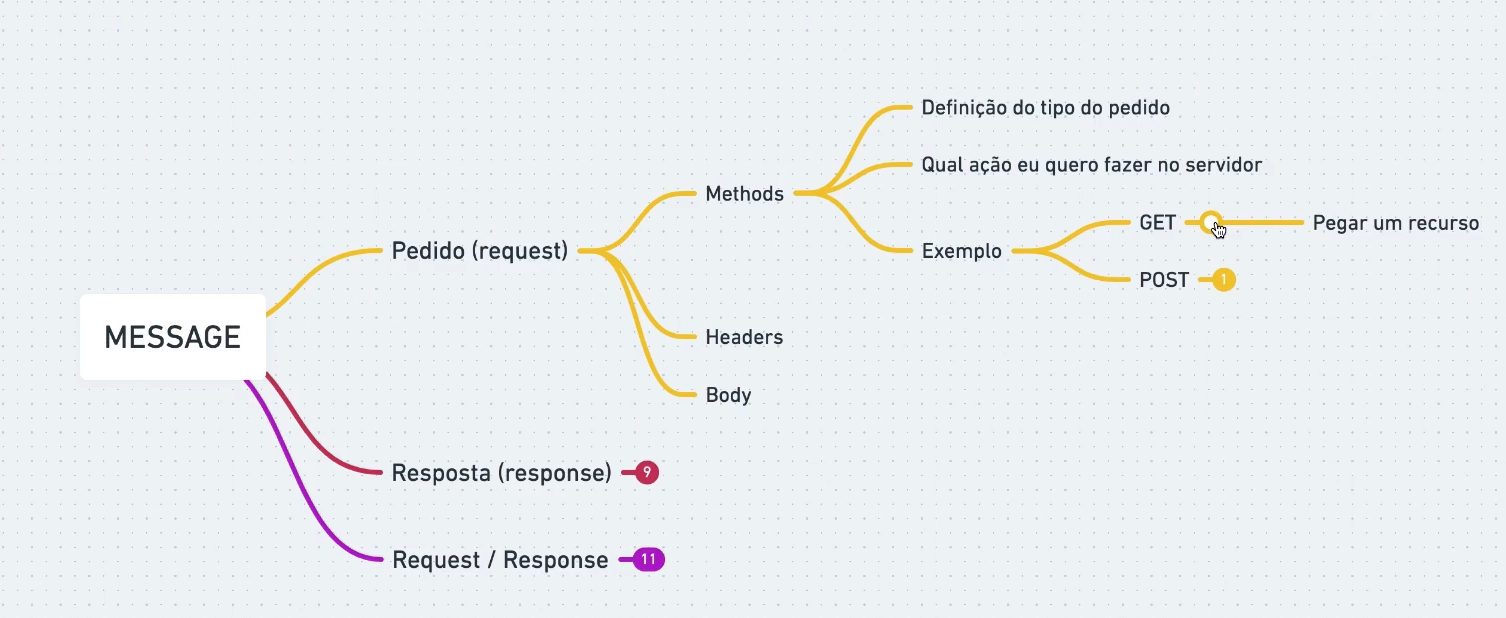 Definição do tipo do pedido
Qual ação eu quero fazer no servidor
Methods
GET
Pegar um recurso
Pedido (request)
Exemplo
POST
1
MESSAGE
Headers
Body
Resposta (response)
9
Request / Response
11